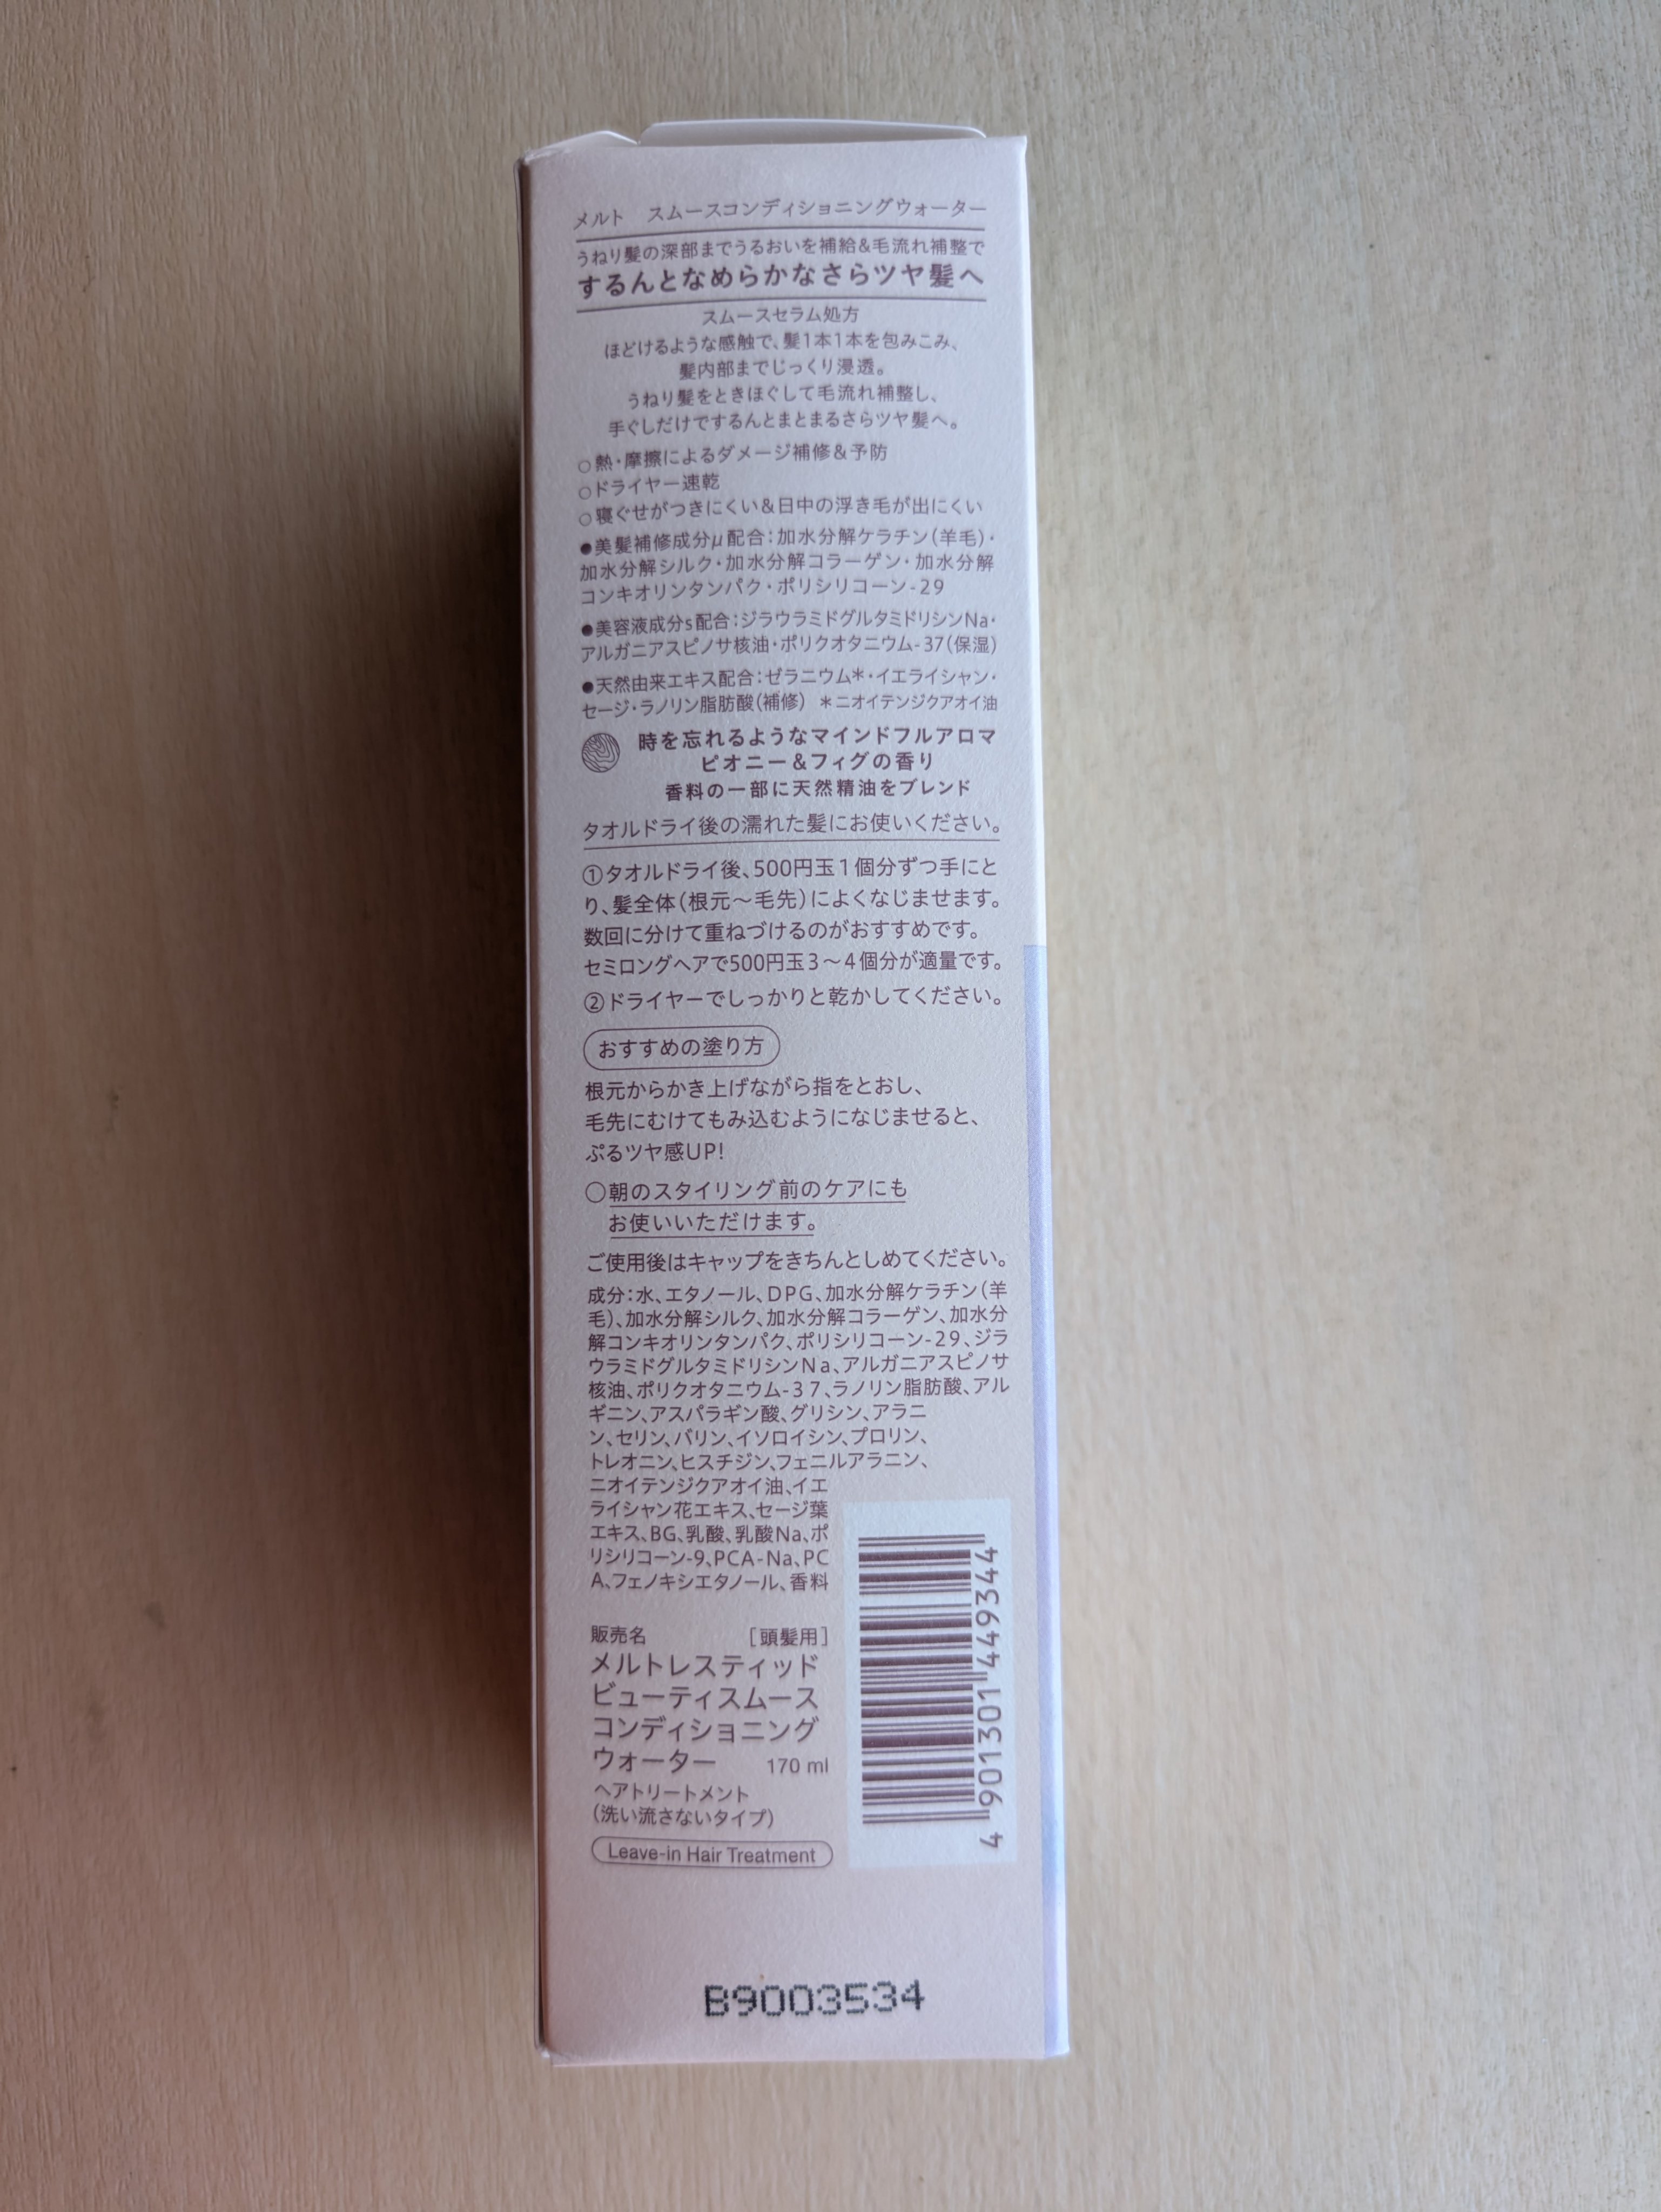 メルト　スムースコンディショニングウォーター
うねり髪の深部までうるおいを補給&毛流れ補整で
するんとなめらかなさらツヤ髪へ
スムースセラム処方
ほどけるような感触で、髪1本1本を包みこみ、
髪内部までじっくり浸透。
うねり髪をときほぐして毛流れ補整し、
手ぐしだけでするんとまとまるさらツヤ髪へ。
○熱・摩擦によるダメージ補修&予防
○ドライヤー速乾
○寝ぐせがつきにくい&日中の浮き毛が出にくい
●美髪補修成分μ配合:加水分解ケラチン(羊毛)・
加水分解シルク・加水分解コラーゲン・加水分解
コンキオリンタンパク・ポリシリコーン-29
●美容液成分s配合:ジラウラミドグルタミドリシンNa・
アルガニアスピノサ核油・ポリクオタニウム-37(保湿)
●天然由来エキス配合:ゼラニウム*・イエライシャン・
セージ・ラノリン脂肪酸(補修) *ニオイテンジクアオイ油
時を忘れるようなマインドフルアロマ
ピオニー&フィグの香り
香料の一部に天然精油をブレンド
タオルドライ後の濡れた髪にお使いください。
①タオルドライ後、500円玉1個分ずつ手にと
り、髪全体(根元～毛先)によくなじませます。
数回に分けて重ねづけるのがおすすめです。
セミロングヘアで500円玉3～4個分が適量です。
②ドライヤーでしっかりと乾かしてください。
おすすめの塗り方
根元からかき上げながら指をとおし、
毛先にむけてもみ込むようになじませると、
ぷるツヤ感UP!
○朝のスタイリング前のケアにも
お使いいただけます。
ご使用後はキャップをきちんとしめてください。
成分:水、エタノール、DPG、加水分解ケラチン(羊
毛)、加水分解シルク、加水分解コラーゲン、加水分
解コンキオリンタンパク、ポリシリコーン-29、ジラ
ウラミドグルタミドリシンNa、アルガニアスピノサ
核油、ポリクオタニウム-37、ラノリン脂肪酸、アル
ギニン、アスパラギン酸、グリシン、アラニ
ン、セリン、バリン、イソロイシン、プロリン、
トレオニン、ヒスチジン、フェニルアラニン、
ニオイテンジクアオイ油、イエ
ライシャン花エキス、セージ葉
エキス、BG、乳酸、乳酸Na、ポ
リシリコーン-9、PCA-Na、PC
A、フェノキシエタノール、香料
販売名 [頭髪用]
メルトレスティッド
ビューティスムース
コンディショニング
ウォーター 170 ml
ヘアトリートメント
(洗い流さないタイプ)
Leave-in Hair Treatment
4 901301 449344
B9003534